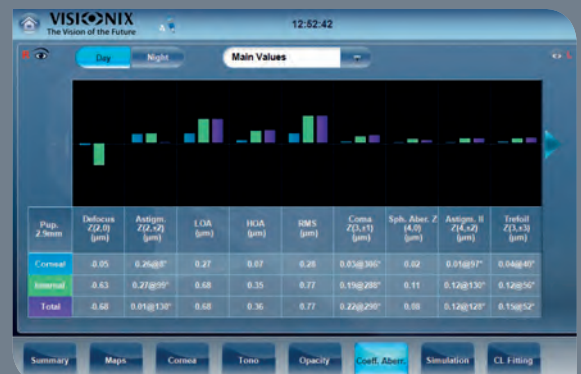 VISIONIX
The Vision of the Future
12:52:42
Day Night Main Values
Pup. 2.9mm Defocus Z(2,0) (µm) Astigm. Z(2,±2) (µm) LOA (µm) HOA (µm) RMS (µm) Coma Z(3,±1) (µm) Sph. Aber. Z (4,0) (µm) Astigm. II Z(4,±2) (µm) Trefoil Z(3,±3) (µm)
Corneal -0.05 0.26@8° 0.27 0.07 0.28 0.03@306° 0.02 0.01@97° 0.04@48°
Internal -0.63 0.27@99° 0.68 0.35 0.77 0.19@288° 0.11 0.12@130° 0.12@56°
Total -0.68 0.01@130° 0.68 0.36 0.77 0.22@290° 0.08 0.12@128° 0.15@52°
Summary Maps Cornea Tono Opacity Coeff. Aberr. Simulation CL Fitting